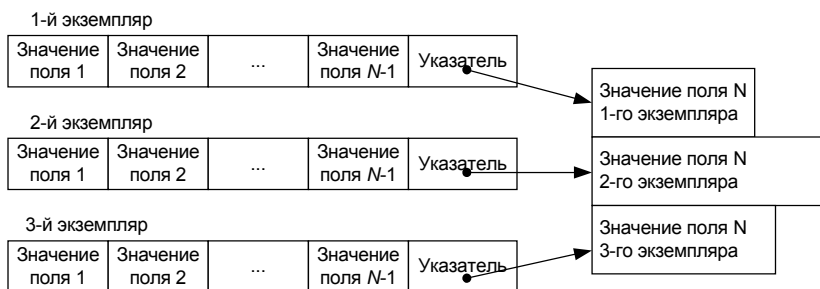 1-й экземпляр
Значение поля 1
Значение поля 2
...
Значение поля N-1
Указатель
Значение поля N
1-го экземпляра
2-й экземпляр
Значение поля 1
Значение поля 2
...
Значение поля N-1
Указатель
Значение поля N
2-го экземпляра
3-й экземпляр
Значение поля 1
Значение поля 2
...
Значение поля N-1
Указатель
Значение поля N
3-го экземпляра